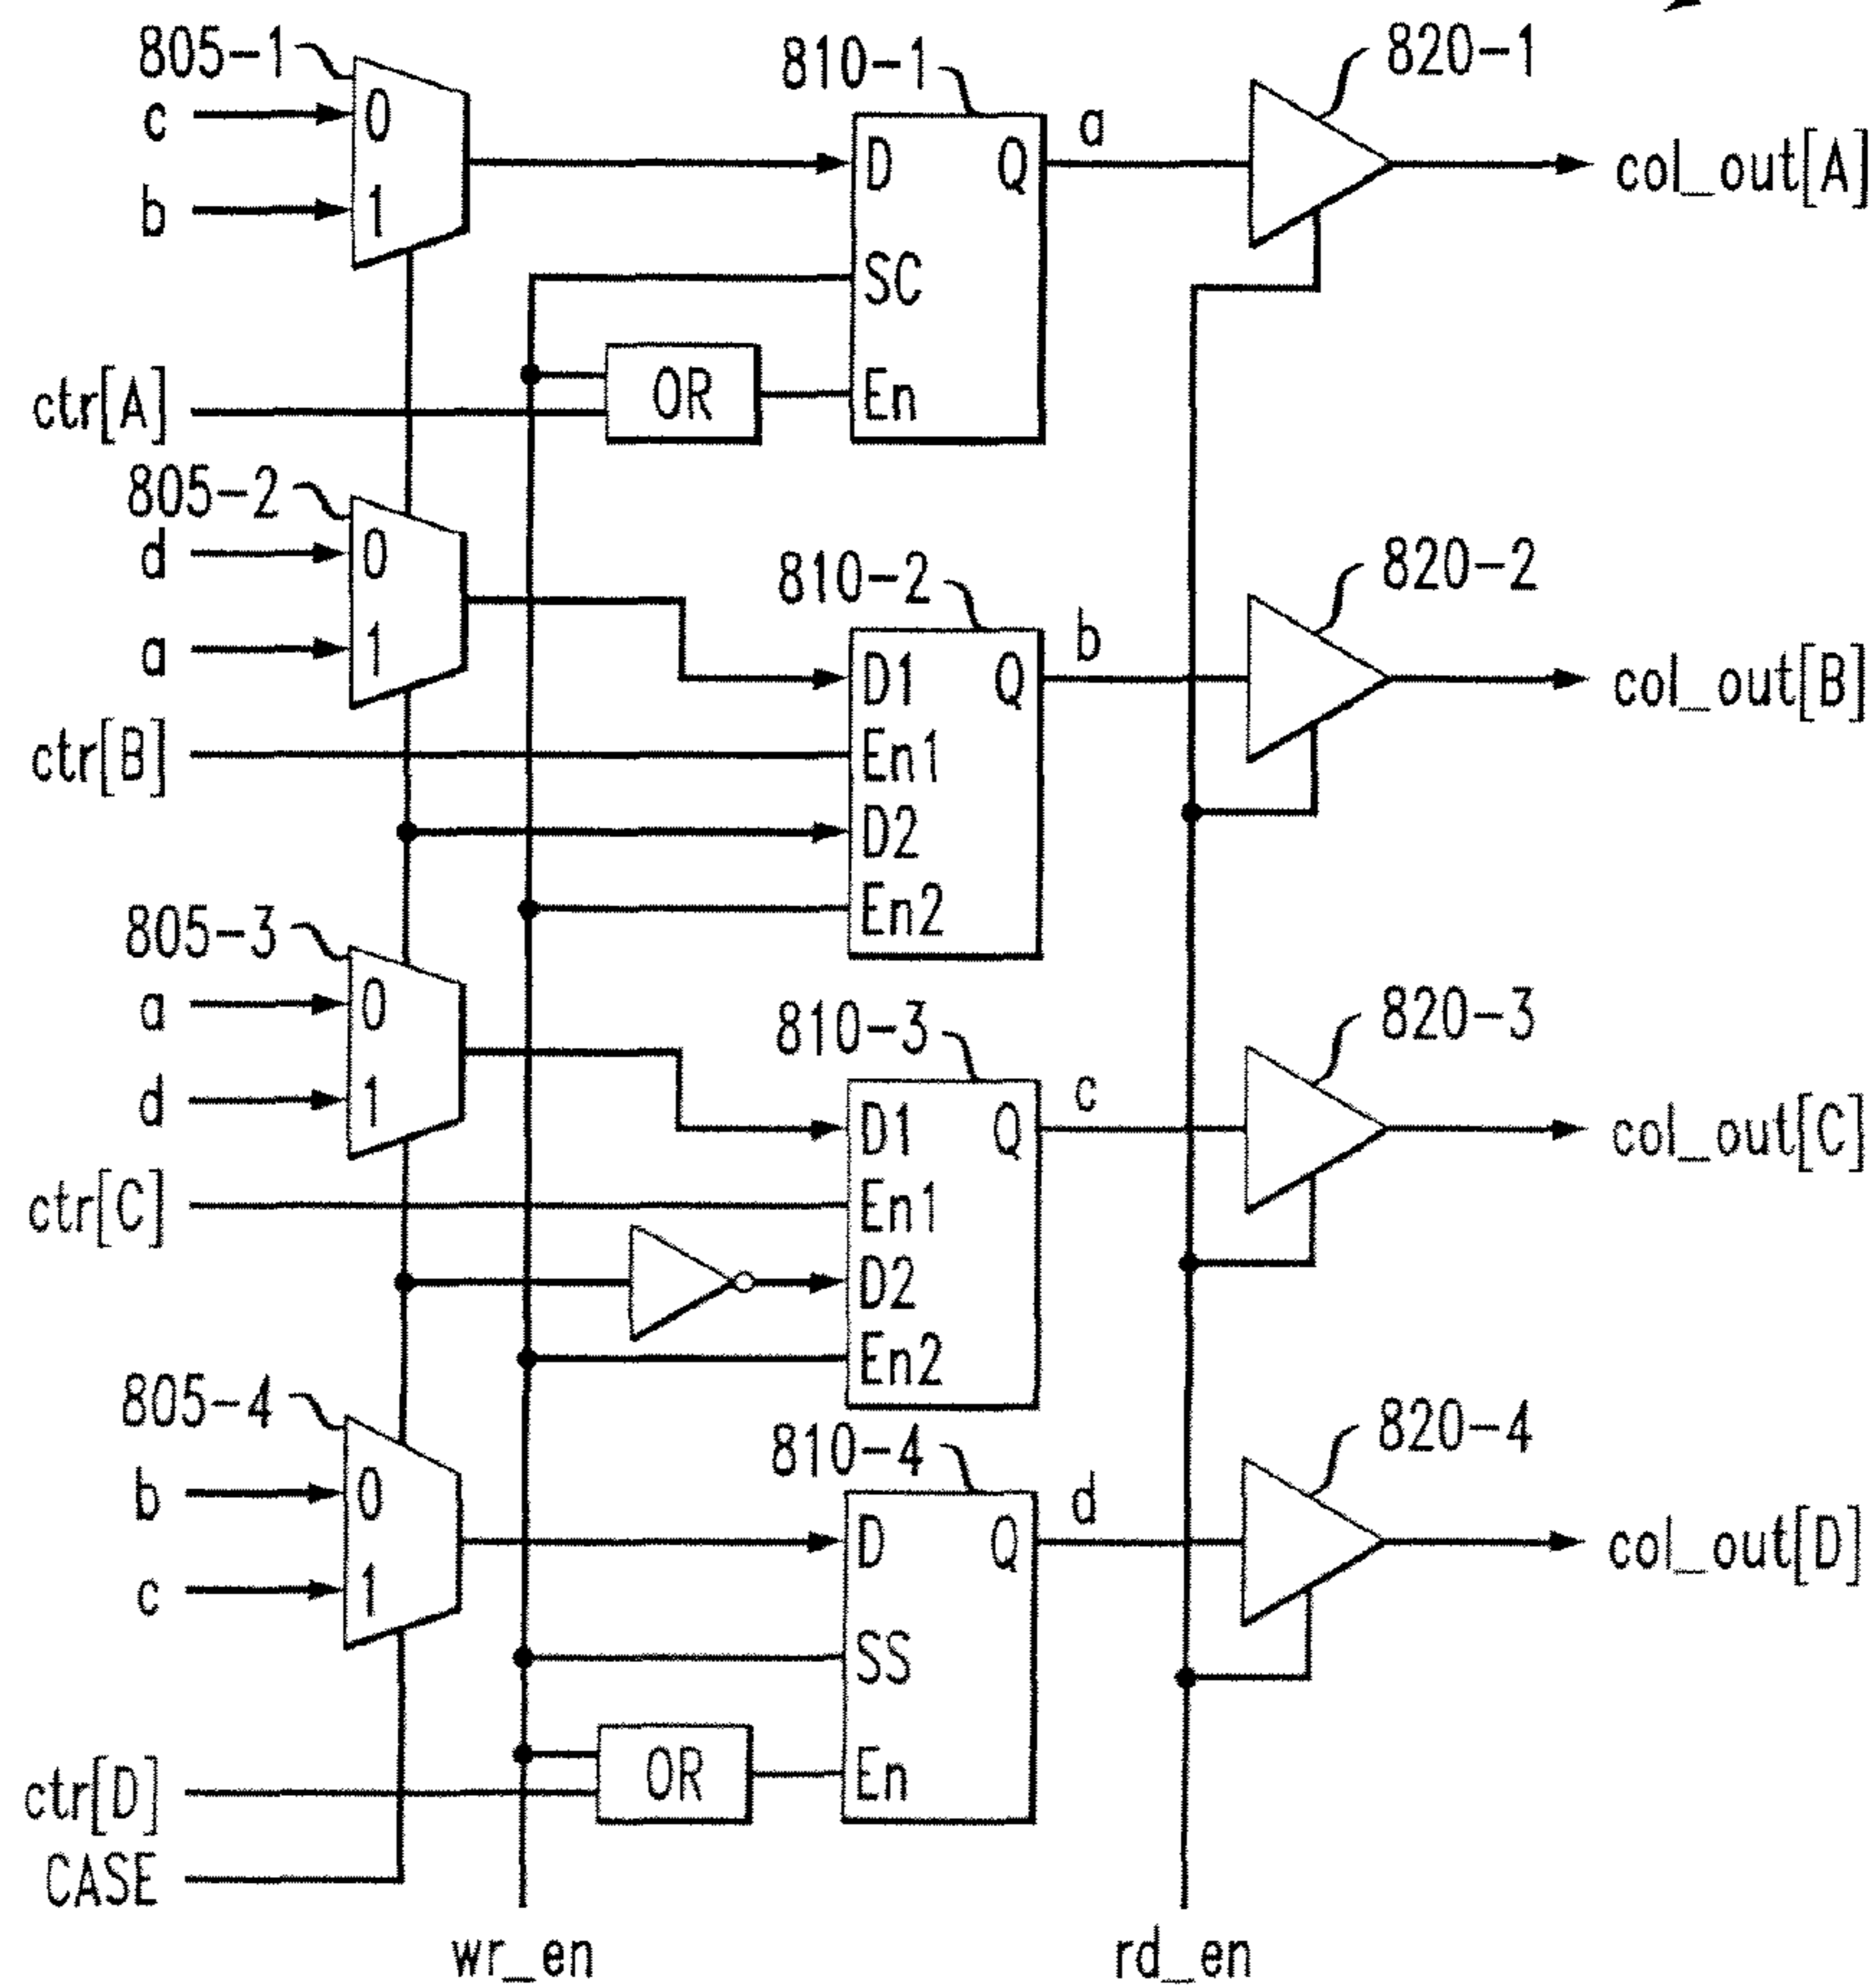 805-1
810-1
820-1
c
0
b
1
D
Q
a
col_out[A]
SC
ctr[A]
OR
En
805-2
d
0
a
1
810-2
820-2
D1
Q
b
col_out[B]
ctr[B]
En1
D2
En2
805-3
a
0
d
1
810-3
820-3
D1
Q
c
col_out[C]
ctr[C]
En1
D2
En2
805-4
b
0
c
1
810-4
820-4
D
Q
d
col_out[D]
SS
ctr[D]
OR
En
CASE
wr_en
rd_en